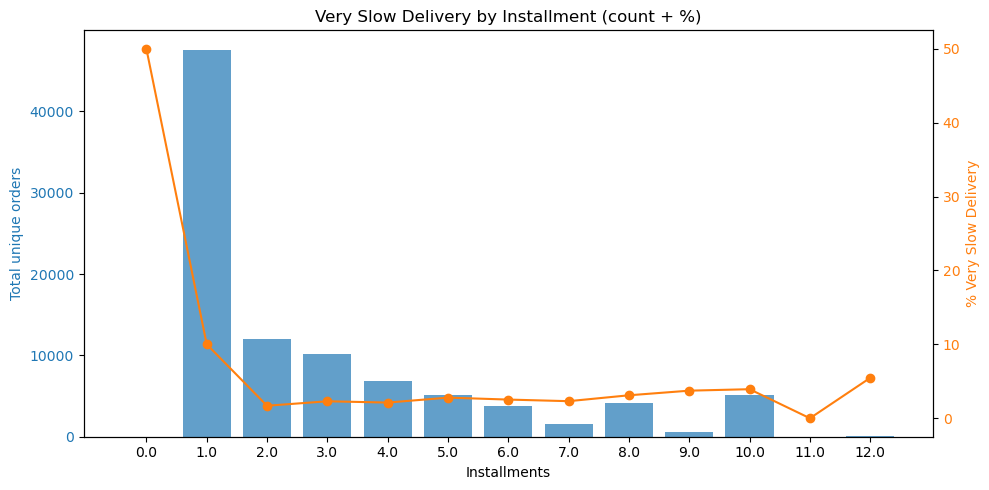 Very Slow Delivery by Installment (count + %)
Total unique orders
40000
30000
20000
10000
0
50
40
30
20
10
0
% Very Slow Delivery
0.0 1.0 2.0 3.0 4.0 5.0 6.0 7.0 8.0 9.0 10.0 11.0 12.0
Installments